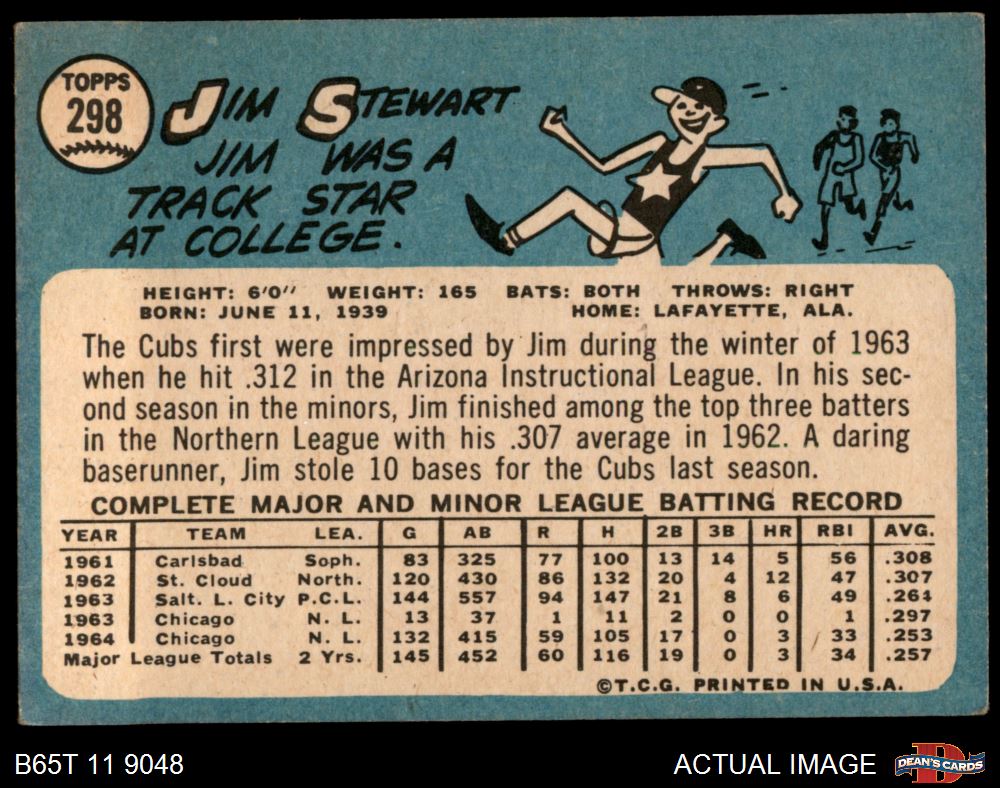 TOPPS
298
JIM STEWART
JIM WAS A
TRACK STAR
AT COLLEGE.
HEIGHT: 6'0" WEIGHT: 165 BATS: BOTH THROWS: RIGHT
BORN: JUNE 11, 1939 HOME: LAFAYETTE, ALA.
The Cubs first were impressed by Jim during the winter of 1963
when he hit .312 in the Arizona Instructional League. In his sec-
ond season in the minors, Jim finished among the top three batters
in the Northern League with his .307 average in 1962. A daring
baserunner, Jim stole 10 bases for the Cubs last season.
COMPLETE MAJOR AND MINOR LEAGUE BATTING RECORD
YEAR TEAM LEA. G AB R H 2B 3B HR RBI AVG.
1961 Carlsbad Soph. 83 325 77 100 13 14 5 56 .308
1962 St. Cloud North. 120 430 86 132 20 4 12 47 .307
1963 Salt. L. City P.C.L. 144 557 94 147 21 8 6 49 .264
1963 Chicago N. L. 13 37 1 11 2 0 0 1 .297
1964 Chicago N. L. 132 415 59 105 17 0 3 33 .253
Major League Totals 2 Yrs. 145 452 60 116 19 0 3 34 .257
©T.C.G. PRINTED IN U.S.A.
B65T 11 9048 ACTUAL IMAGE DEAN'S CARDS